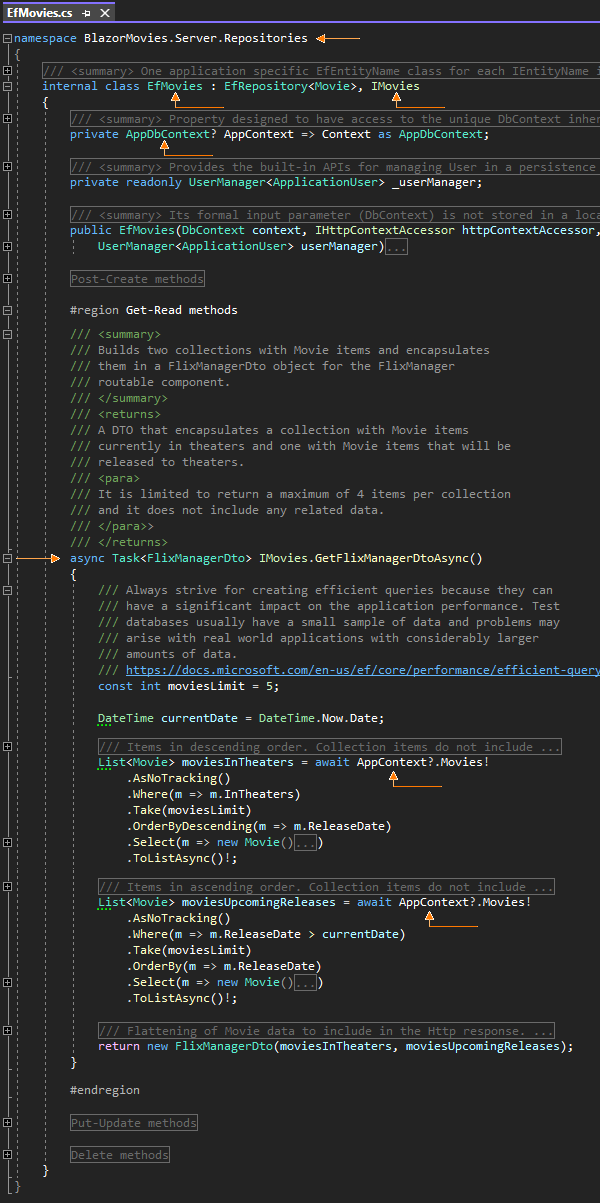 EfMovies.cs
namespace BlazorMovies.Server.Repositories
{
/// <summary> One application specific EfEntityName class for each IEntityName i
internal class EfMovies : EfRepository<Movie>, IMovies
{
/// <summary> Property designed to have access to the unique DbContext inher
private AppDbContext? AppContext => Context as AppDbContext;
/// <summary> Provides the built-in APIs for managing User in a persistence
private readonly UserManager<ApplicationUser> _userManager;
/// <summary> Its formal input parameter (DbContext) is not stored in a loca
public EfMovies(DbContext context, IHttpContextAccessor httpContextAccessor,
UserManager<ApplicationUser> userManager)...
Post-Create methods
#region Get-Read methods
/// <summary>
/// Builds two collections with Movie items and encapsulates
/// them in a FlixManagerDto object for the FlixManager
/// routable component.
/// </summary>
/// <returns>
/// A DTO that encapsulates a collection with Movie items
/// currently in theaters and one with Movie items that will be
/// released to theaters.
/// <para>
/// It is limited to return a maximum of 4 items per collection
/// and it does not include any related data.
/// </para>>
/// </returns>
async Task<FlixManagerDto> IMovies.GetFlixManagerDtoAsync()
{
/// Always strive for creating efficient queries because they can
/// have a significant impact on the application performance. Test
/// databases usually have a small sample of data and problems may
/// arise with real world applications with considerably larger
/// amounts of data.
/// https://docs.microsoft.com/en-us/ef/core/performance/efficient-query
const int moviesLimit = 5;
DateTime currentDate = DateTime.Now.Date;
/// Items in descending order. Collection items do not include ...
List<Movie> moviesInTheaters = await AppContext?.Movies!
.AsNoTracking()
.Where(m => m.InTheaters)
.Take(moviesLimit)
.OrderByDescending(m => m.ReleaseDate)
.Select(m => new Movie()...)
.ToListAsync()!;
/// Items in ascending order. Collection items do not include ...
List<Movie> moviesUpcomingReleases = await AppContext?.Movies!
.AsNoTracking()
.Where(m => m.ReleaseDate > currentDate)
.Take(moviesLimit)
.OrderBy(m => m.ReleaseDate)
.Select(m => new Movie()...)
.ToListAsync()!;
/// Flattening of Movie data to include in the Http response. ...
return new FlixManagerDto(moviesInTheaters, moviesUpcomingReleases);
}
#endregion
Put-Update methods
Delete methods
}
}